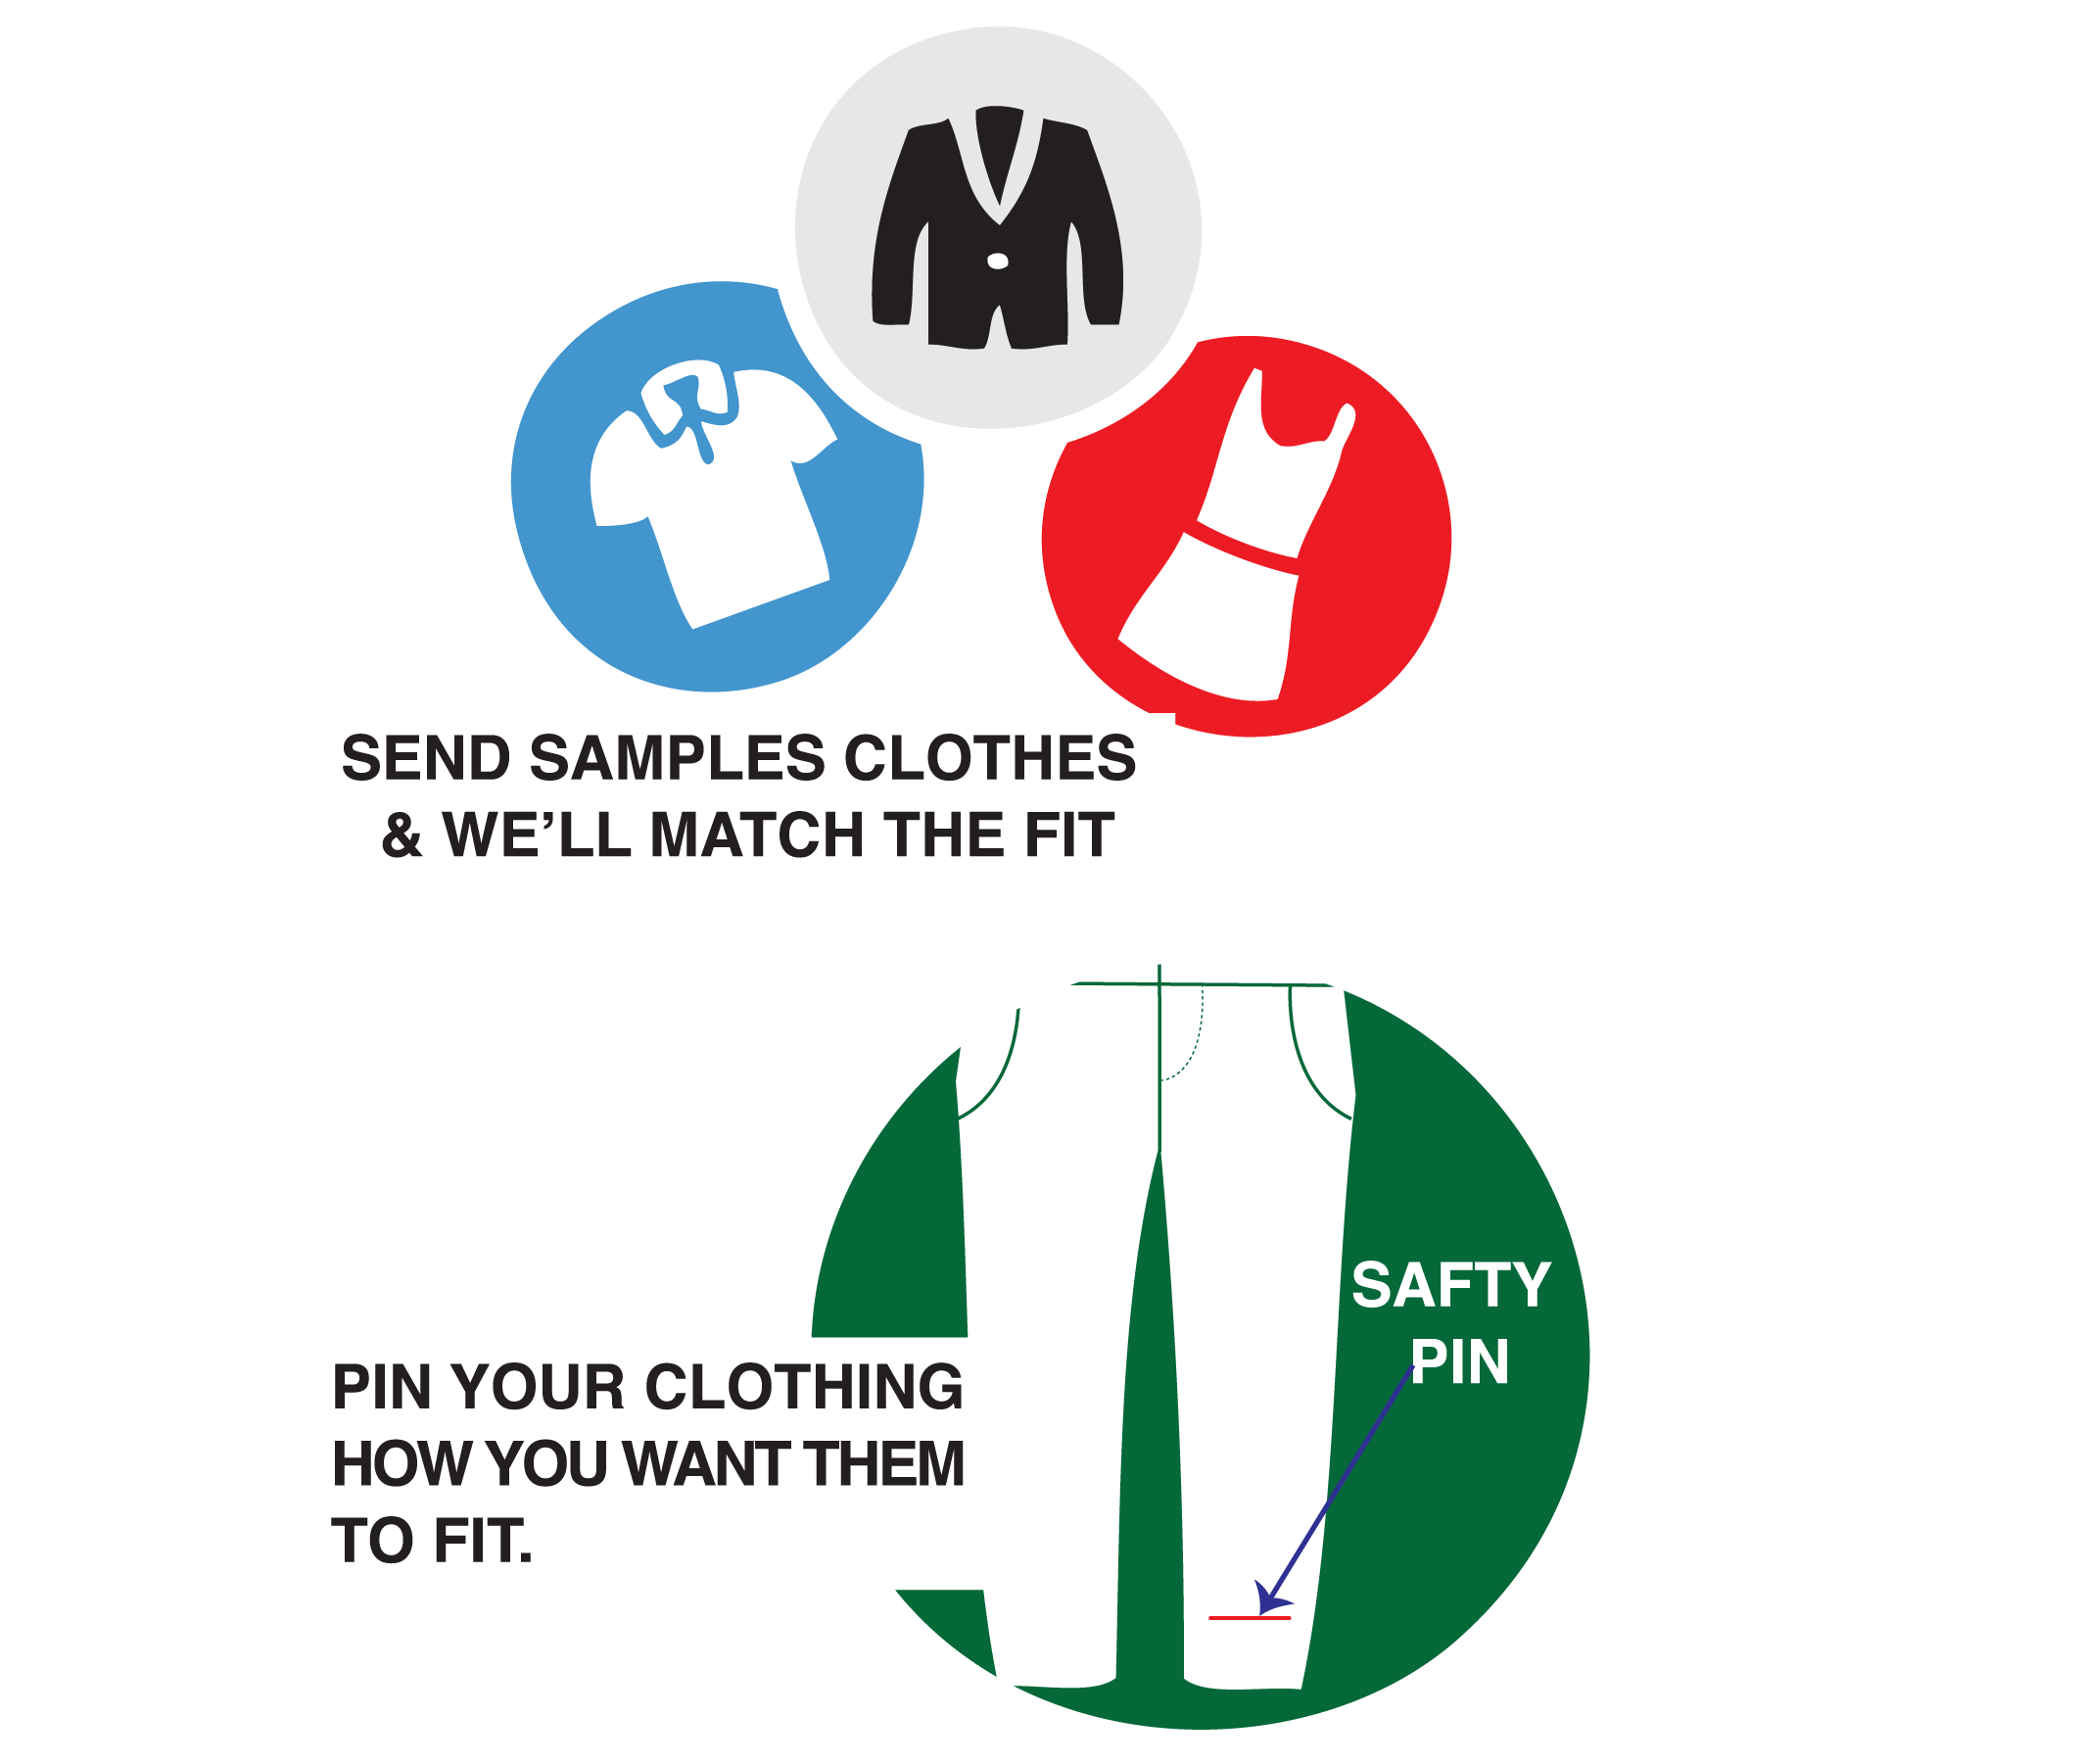 SEND SAMPLES CLOTHES
& WE’LL MATCH THE FIT
SAFTY
PIN
PIN YOUR CLOTHING
HOW YOU WANT THEM
TO FIT.